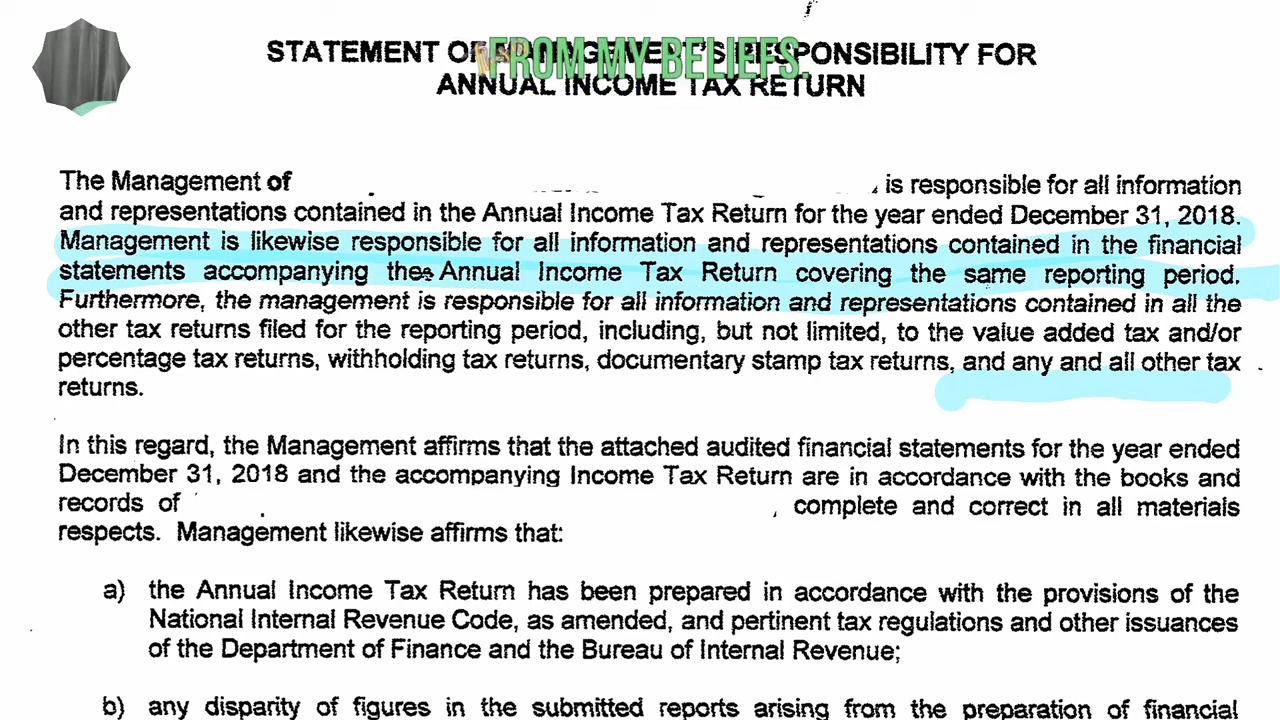 STATEMENT OF MANAGEMENT'S RESPONSIBILITY FOR
FROM MY BELIEFS.
ANNUAL INCOME TAX RETURN
The Management of , is responsible for all information
and representations contained in the Annual Income Tax Return for the year ended December 31, 2018.
Management is likewise responsible for all information and representations contained in the financial
statements accompanying the Annual Income Tax Return covering the same reporting period.
Furthermore, the management is responsible for all information and representations contained in all the
other tax returns filed for the reporting period, including, but not limited, to the value added tax and/or
percentage tax returns, withholding tax returns, documentary stamp tax returns, and any and all other tax
returns.
In this regard, the Management affirms that the attached audited financial statements for the year ended
December 31, 2018 and the accompanying Income Tax Return are in accordance with the books and
records of , complete and correct in all materials
respects. Management likewise affirms that:
a) the Annual Income Tax Return has been prepared in accordance with the provisions of the
National Internal Revenue Code, as amended, and pertinent tax regulations and other issuances
of the Department of Finance and the Bureau of Internal Revenue;
b) any disparity of figures in the submitted reports arising from the preparation of financial